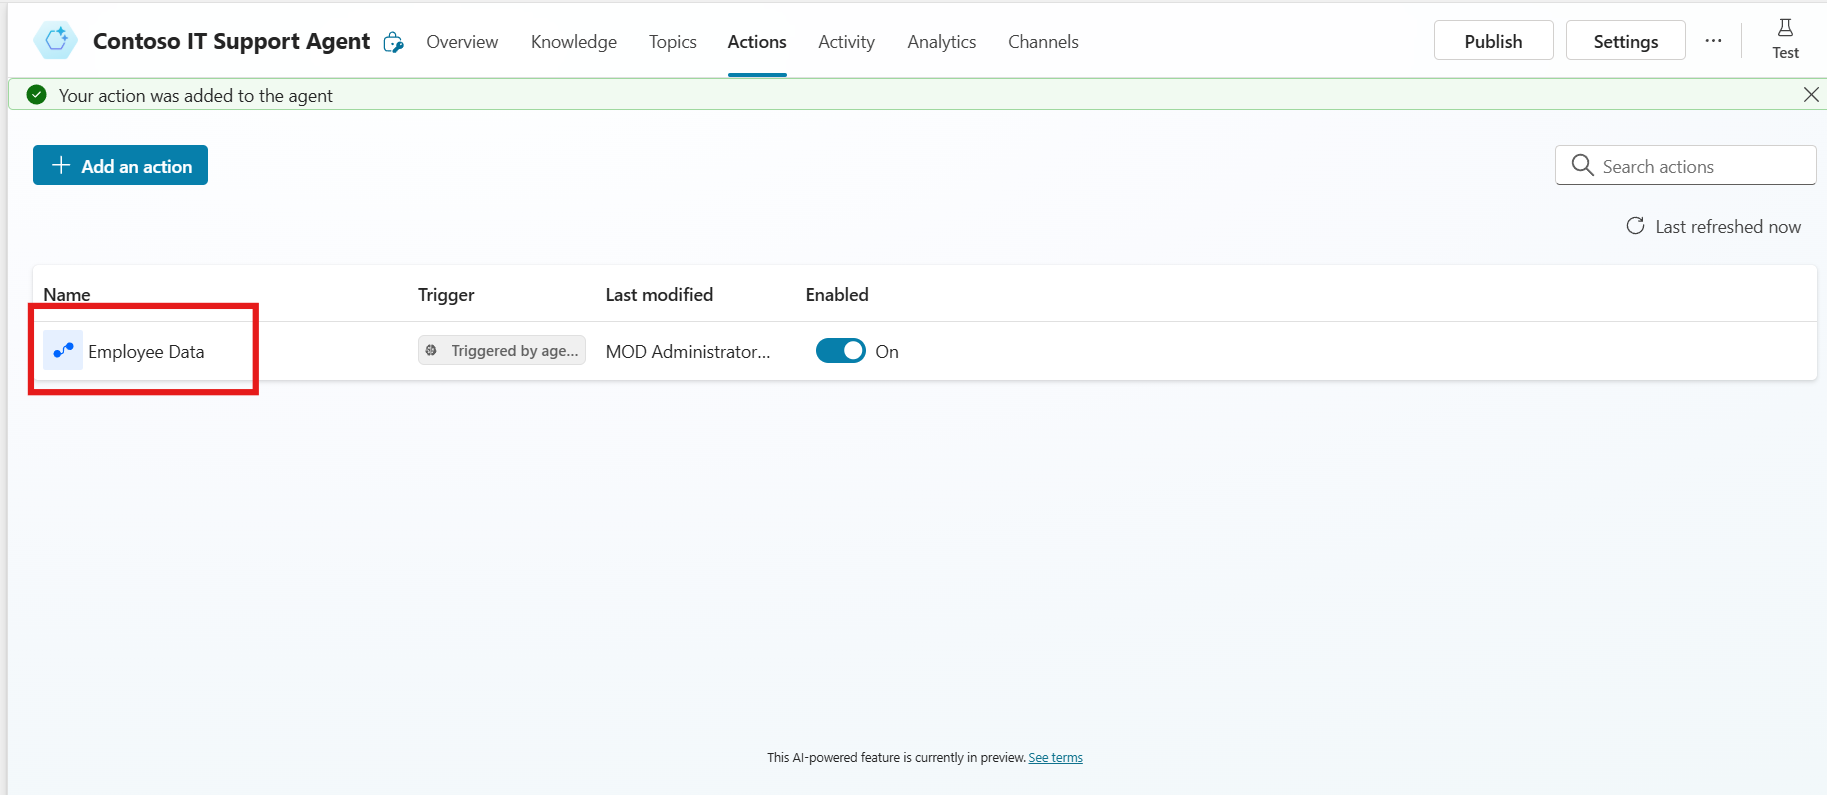 Contoso IT Support Agent Overview Knowledge Topics Actions Activity Analytics Channels Publish Settings ... Test
Your action was added to the agent
Add an action
Search actions
Last refreshed now
Name Trigger Last modified Enabled
Employee Data Triggered by age... MOD Administrator... On
This AI-powered feature is currently in preview. See terms